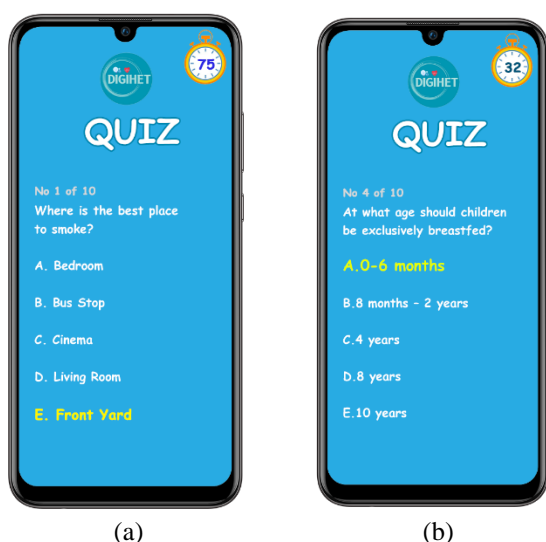 75
DIGIHET
QUIZ
No 1 of 10
Where is the best place
to smoke?
A. Bedroom
B. Bus Stop
C. Cinema
D. Living Room
E. Front Yard
(a)
32
DIGIHET
QUIZ
No 4 of 10
At what age should children
be exclusively breastfed?
A.0-6 months
B.8 months - 2 years
C.4 years
D.8 years
E.10 years
(b)